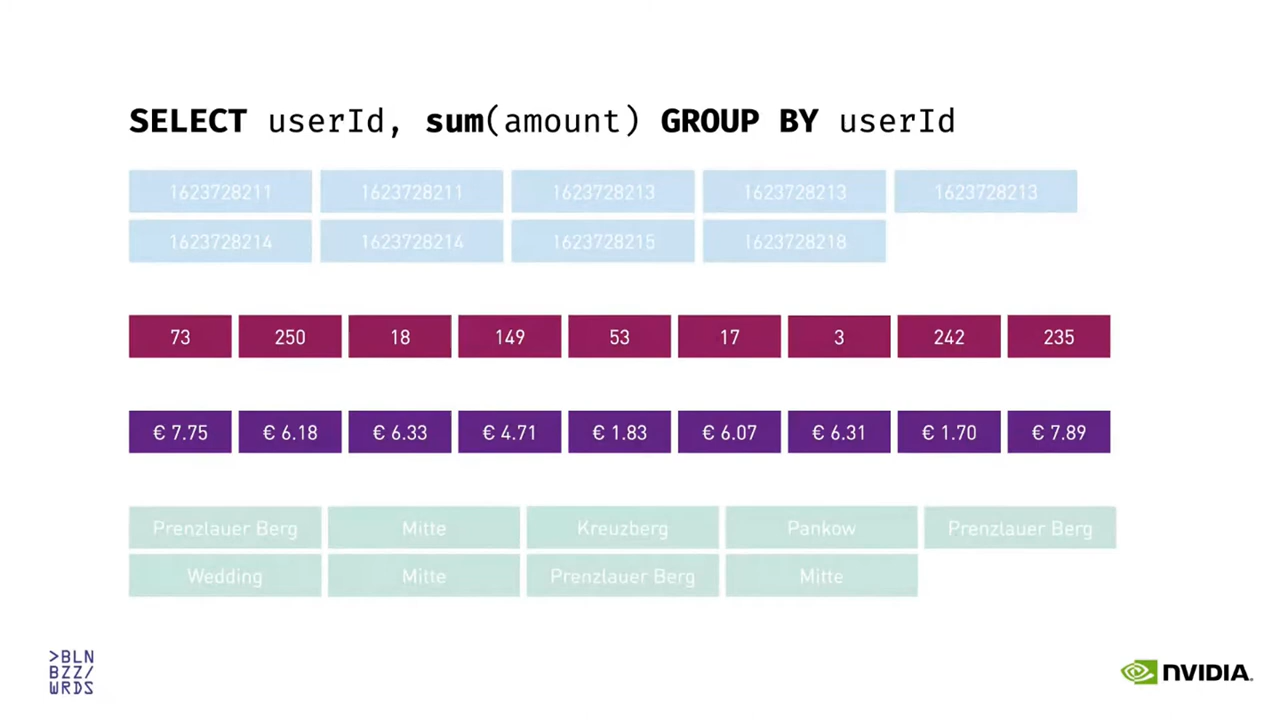 SELECT userId, sum(amount) GROUP BY userId
1623728211 1623728211 1623728213 1623728213 1623728213
1623728214 1623728214 1623728215 1623728218
73 250 18 149 53 17 3 242 235
€ 7.75 € 6.18 € 6.33 € 4.71 € 1.83 € 6.07 € 6.31 € 1.70 € 7.89
Prenzlauer Berg Mitte Kreuzberg Pankow Prenzlauer Berg
Wedding Mitte Prenzlauer Berg Mitte
>BLN
BZZ/
WRDS
NVIDIA.